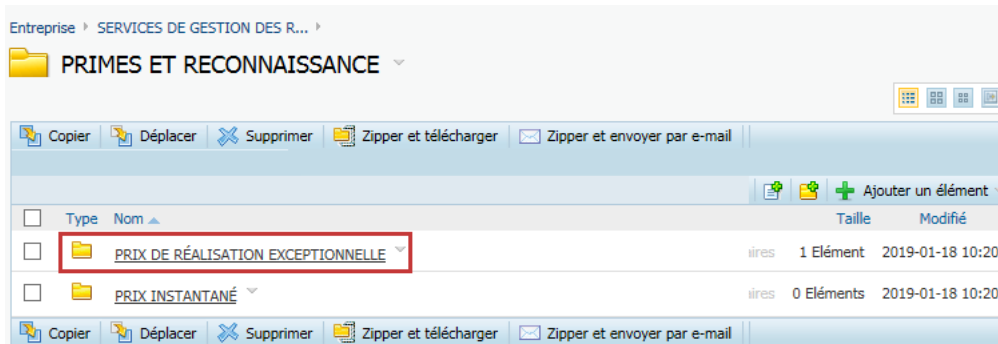 Entreprise SERVICES DE GESTION DES R...
PRIMES ET RECONNAISSANCE
Copier Déplacer Supprimer Zipper et télécharger Zipper et envoyer par e-mail
Ajouter un élément
Type Nom Taille Modifié
PRIX DE RÉALISATION EXCEPTIONNELLE 1 Elément 2019-01-18 10:20
PRIX INSTANTANÉ 0 Eléments 2019-01-18 10:20
Copier Déplacer Supprimer Zipper et télécharger Zipper et envoyer par e-mail